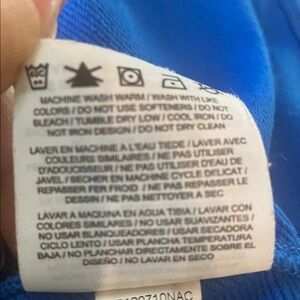 MACHINE WASH WARM / WASH WITH LIKE
COLORS / DO NOT USE SOFTENERS / DO NOT
BLEACH / TUMBLE DRY LOW / COOL IRON / DO
NOT IRON DESIGN / DO NOT DRY CLEAN
LAVER EN MACHINE A L'EAU TIEDE / LAVER AVEC
COULEURS SIMILAIRES / NE PAS UTILISER
D'ADOUCISSEUR / NE PAS UTILISER
JAVEL / SECHER EN MACHINE CYCLE DELICAT /
REPASSER FER FROID / NE PAS REPASSER LE
DESSIN / NE PAS NETTOYER A SEC
LAVAR A MAQUINA EN AGUA TIBIA / LAVAR CON
COLORES SIMILARES / NO USAR SUAVIZANTES /
NO USAR BLANQUEADORES / USAR SECADORA
CICLO LENTO / USAR PLANCHA TEMPERATURA
BAJA / NO PLANCHAR DIRECTAMENTE SOBRE EL
DISEÑO / NO LAVAR EN SECO